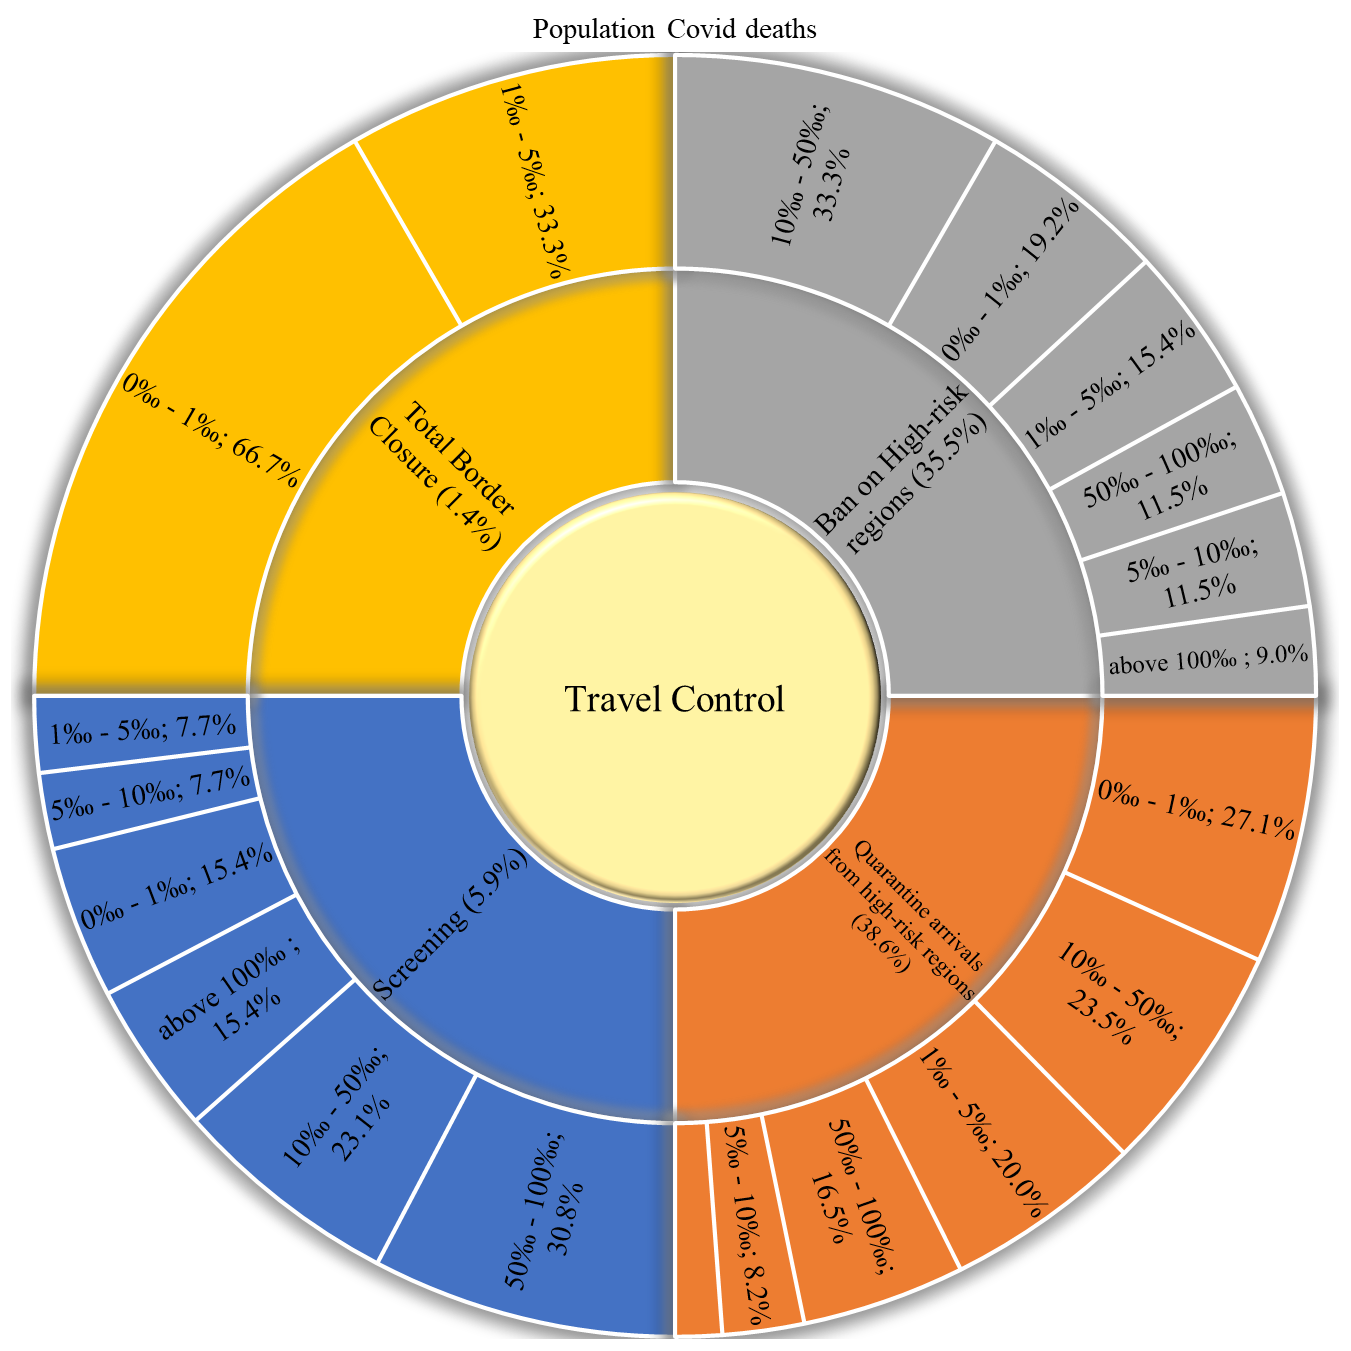 Population Covid deaths
10‰ - 50‰;
33.3%
0‰ - 1‰; 19.2%
1‰ - 5‰; 15.4%
50‰ - 100‰;
11.5%
5‰ - 10‰;
11.5%
above 100‰ ; 9.0%
Ban on High-risk
regions (35.5%)
0‰ - 1‰; 27.1%
10‰ - 50‰;
23.5%
1‰ - 5‰; 20.0%
50‰ - 100‰;
16.5%
5‰ - 10‰; 8.2%
Quarantine arrivals
from high-risk regions
(38.6%)
50‰ - 100‰;
30.8%
10‰ - 50‰;
23.1%
above 100‰ ;
15.4%
0‰ - 1‰; 15.4%
5‰ - 10‰; 7.7%
1‰ - 5‰; 7.7%
Screening (5.9%)
0‰ - 1‰; 66.7%
1‰ - 5‰; 33.3%
Total Border
Closure (1.4%)
Travel Control